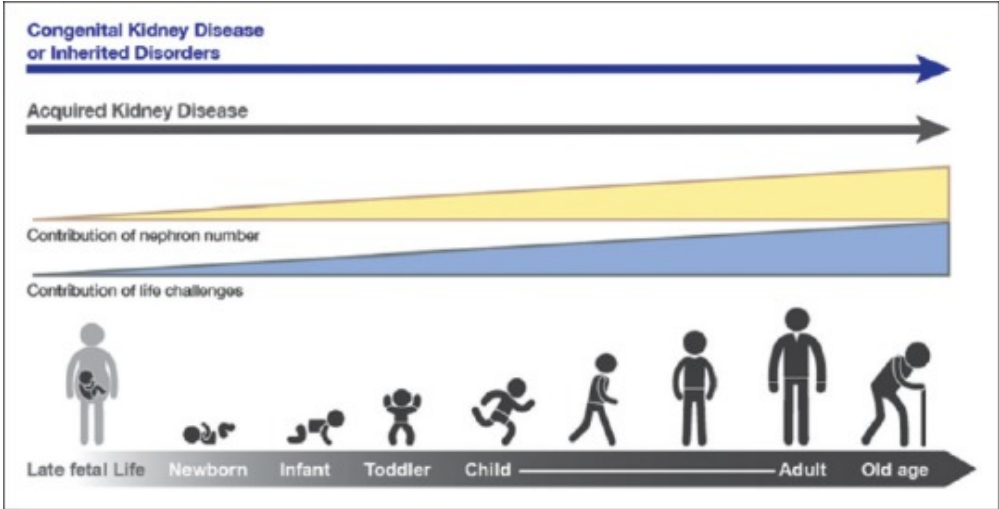 Congenital Kidney Disease
or Inherited Disorders
Acquired Kidney Disease
Contribution of nephron number
Contribution of life challenges
Late fetal Life Newborn Infant Toddler Child Adult Old age